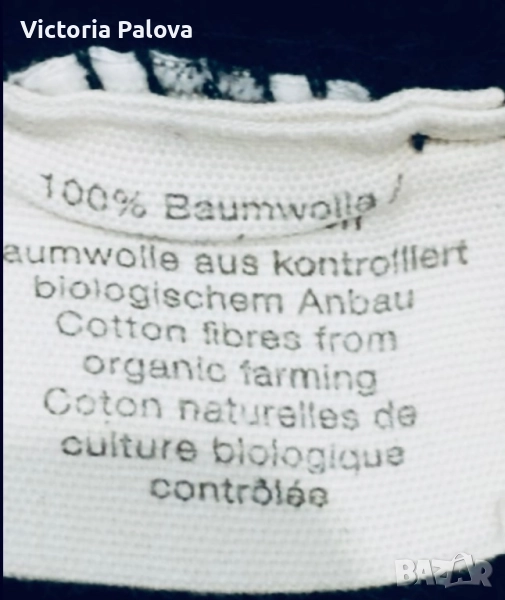 Victoria Palova
100% Baumwolle
aumwolle aus kontrolliert
biologischem Anbau
Cotton fibres from
organic farming
Coton naturelles de
culture biologique
contrôlée
BAZAR